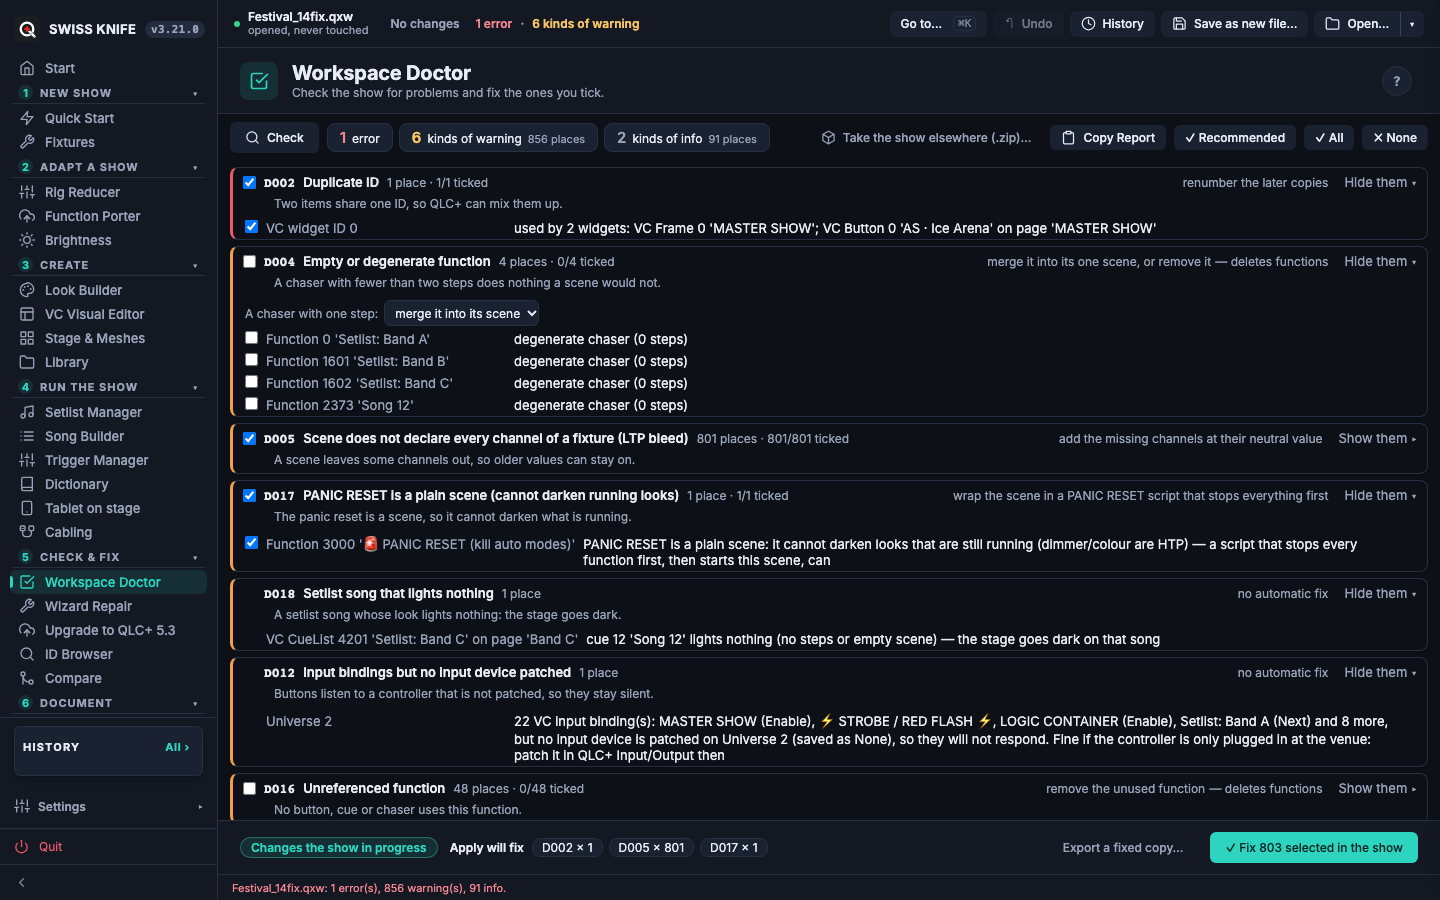 SWISS KNIFE v3.21.0
Festival_14fix.qxw
opened, never touched
No changes 1 error · 6 kinds of warning
Go to... ⌘K Undo History Save as new file... Open... ▾
Start
1 NEW SHOW ▾
Quick Start
Fixtures
2 ADAPT A SHOW ▾
Rig Reducer
Function Porter
Brightness
3 CREATE ▾
Look Builder
VC Visual Editor
Stage & Meshes
Library
4 RUN THE SHOW ▾
Setlist Manager
Song Builder
Trigger Manager
Dictionary
Tablet on stage
Cabling
5 CHECK & FIX ▾
Workspace Doctor
Wizard Repair
Upgrade to QLC+ 5.3
ID Browser
Compare
6 DOCUMENT ▾
HISTORY All ›
Settings ▸
Quit
Workspace Doctor
Check the show for problems and fix the ones you tick.
?
Check 1 error 6 kinds of warning 856 places 2 kinds of info 91 places Take the show elsewhere (.zip)... Copy Report ✓ Recommended ✓ All ✕ None
D002 Duplicate ID 1 place · 1/1 ticked renumber the later copies Hide them ▾
Two items share one ID, so QLC+ can mix them up.
VC widget ID 0 used by 2 widgets: VC Frame 0 'MASTER SHOW'; VC Button 0 'AS · Ice Arena' on page 'MASTER SHOW'
D004 Empty or degenerate function 4 places · 0/4 ticked merge it into its one scene, or remove it — deletes functions Hide them ▾
A chaser with fewer than two steps does nothing a scene would not.
A chaser with one step: merge it into its scene
Function 0 'Setlist: Band A' degenerate chaser (0 steps)
Function 1601 'Setlist: Band B' degenerate chaser (0 steps)
Function 1602 'Setlist: Band C' degenerate chaser (0 steps)
Function 2373 'Song 12' degenerate chaser (0 steps)
D005 Scene does not declare every channel of a fixture (LTP bleed) 801 places · 801/801 ticked add the missing channels at their neutral value Show them ▸
A scene leaves some channels out, so older values can stay on.
D017 PANIC RESET is a plain scene (cannot darken running looks) 1 place · 1/1 ticked wrap the scene in a PANIC RESET script that stops everything first Hide them ▾
The panic reset is a scene, so it cannot darken what is running.
Function 3000 '🚨 PANIC RESET (kill auto modes)' PANIC RESET is a plain scene: it cannot darken looks that are still running (dimmer/colour are HTP) — a script that stops every
function first, then starts this scene, can
D018 Setlist song that lights nothing 1 place no automatic fix Hide them ▾
A setlist song whose look lights nothing: the stage goes dark.
VC CueList 4201 'Setlist: Band C' on page 'Band C' cue 12 'Song 12' lights nothing (no steps or empty scene) — the stage goes dark on that song
D012 Input bindings but no input device patched 1 place no automatic fix Hide them ▾
Buttons listen to a controller that is not patched, so they stay silent.
Universe 2 22 VC input binding(s): MASTER SHOW (Enable), ⚡ STROBE / RED FLASH ⚡, LOGIC CONTAINER (Enable), Setlist: Band A (Next) and 8 more,
but no input device is patched on Universe 2 (saved as None), so they will not respond. Fine if the controller is only plugged in at the venue:
patch it in QLC+ Input/Output then
D016 Unreferenced function 48 places · 0/48 ticked remove the unused function — deletes functions Show them ▸
No button, cue or chaser uses this function.
Changes the show in progress Apply will fix D002 × 1 D005 × 801 D017 × 1 Export a fixed copy... ✓ Fix 803 selected in the show
Festival_14fix.qxw: 1 error(s), 856 warning(s), 91 info.